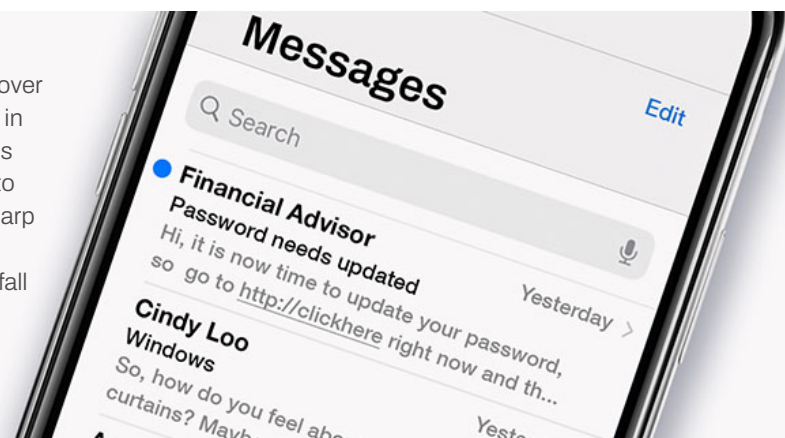 over
in
s
to
arp
fall
Messages
Edit
Search
Financial Advisor
Yesterday
Password needs updated
Hi, it is now time to update your password,
so go to http://clickhere right now and th...
Cindy Loo
Windows
So, how do you feel
curtains?